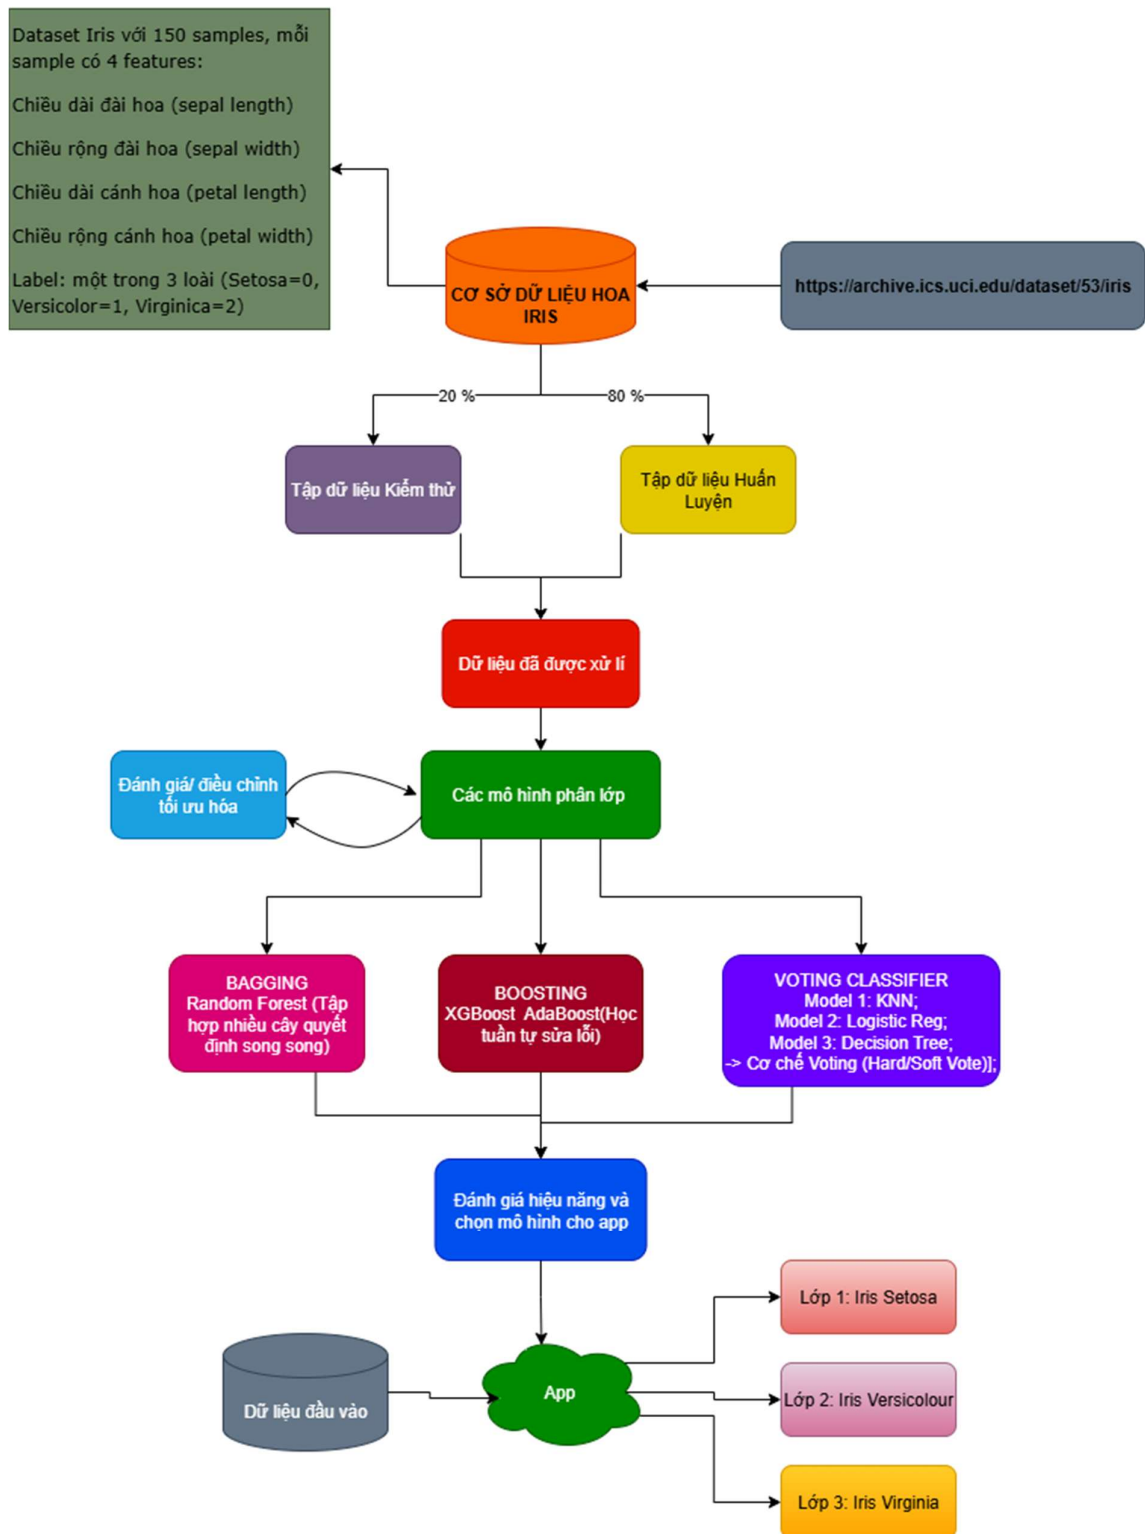 Dataset Iris với 150 samples, mỗi
sample có 4 features:
Chiều dài đài hoa (sepal length)
Chiều rộng đài hoa (sepal width)
Chiều dài cánh hoa (petal length)
Chiều rộng cánh hoa (petal width)
Label: một trong 3 loài (Setosa=0,
Versicolor=1, Virginica=2)
CƠ SỞ DỮ LIỆU HOA
IRIS
https://archive.ics.uci.edu/dataset/53/iris
20 %
80 %
Tập dữ liệu Kiểm thử
Tập dữ liệu Huấn
Luyện
Dữ liệu đã được xử lí
Đánh giá/ điều chỉnh
tối ưu hóa
Các mô hình phân lớp
BAGGING
Random Forest (Tập
hợp nhiều cây quyết
định song song)
BOOSTING
XGBoost AdaBoost(Học
tuần tự sửa lỗi)
VOTING CLASSIFIER
Model 1: KNN;
Model 2: Logistic Reg;
Model 3: Decision Tree;
-> Cơ chế Voting (Hard/Soft Vote)];
Đánh giá hiệu năng và
chọn mô hình cho app
Lớp 1: Iris Setosa
Dữ liệu đầu vào
App
Lớp 2: Iris Versicolour
Lớp 3: Iris Virginia